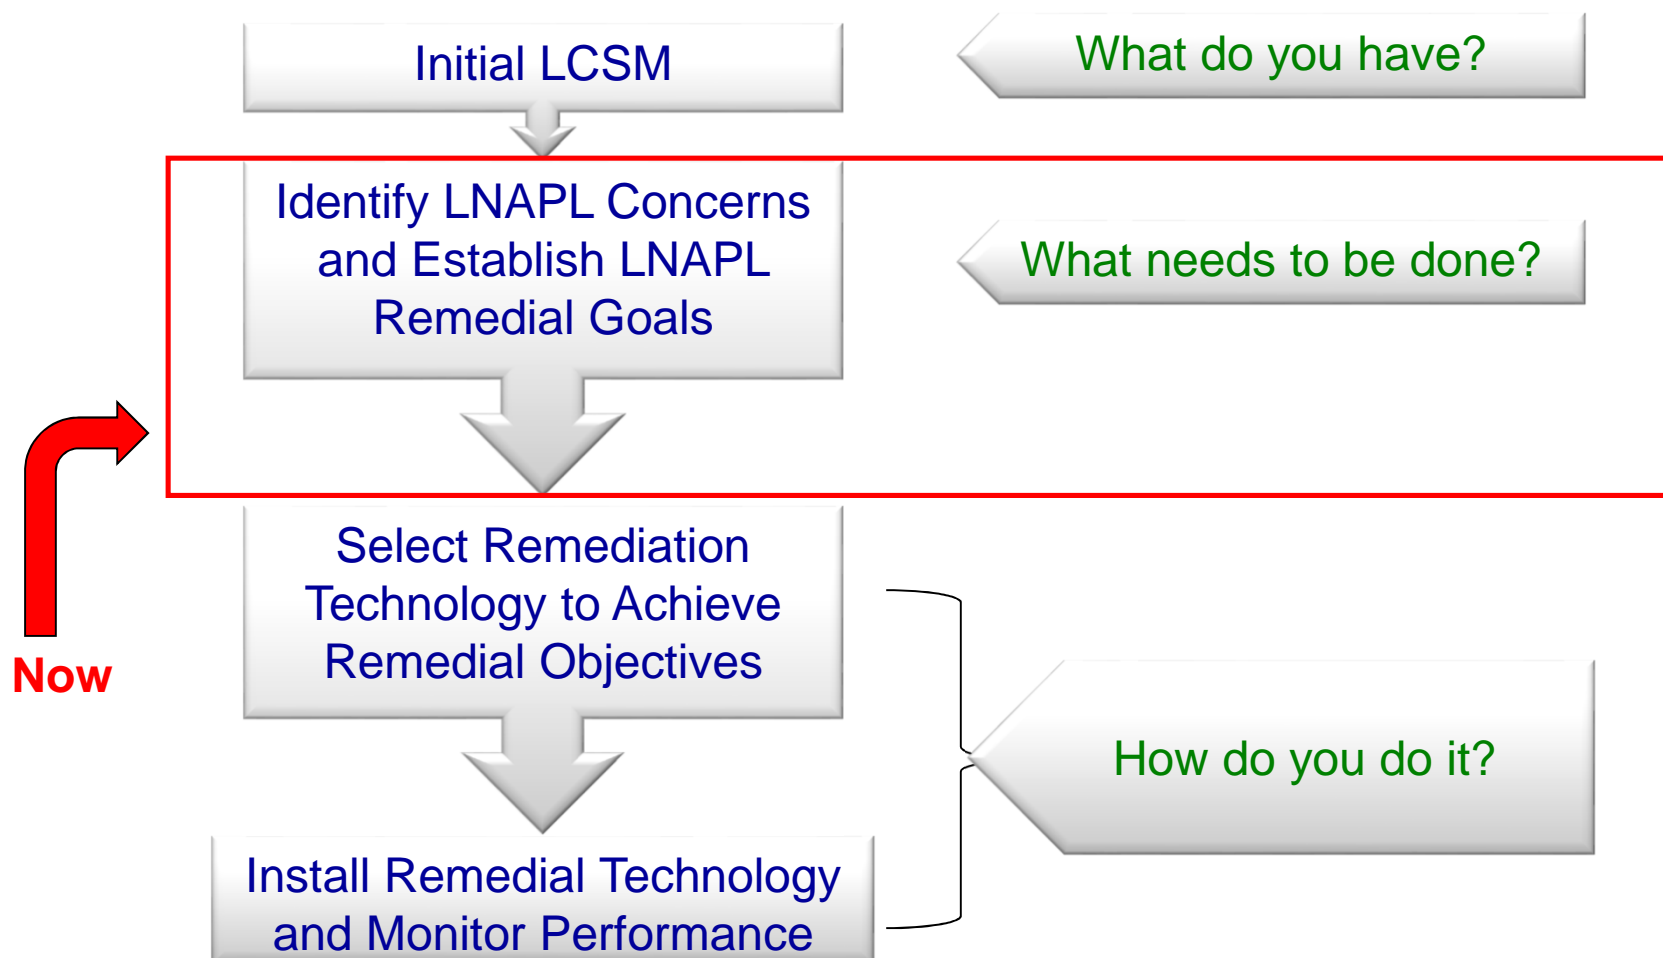 Initial LCSM
What do you have?
Identify LNAPL Concerns
and Establish LNAPL
Remedial Goals
What needs to be done?
Now
Select Remediation
Technology to Achieve
Remedial Objectives
How do you do it?
Install Remedial Technology
and Monitor Performance